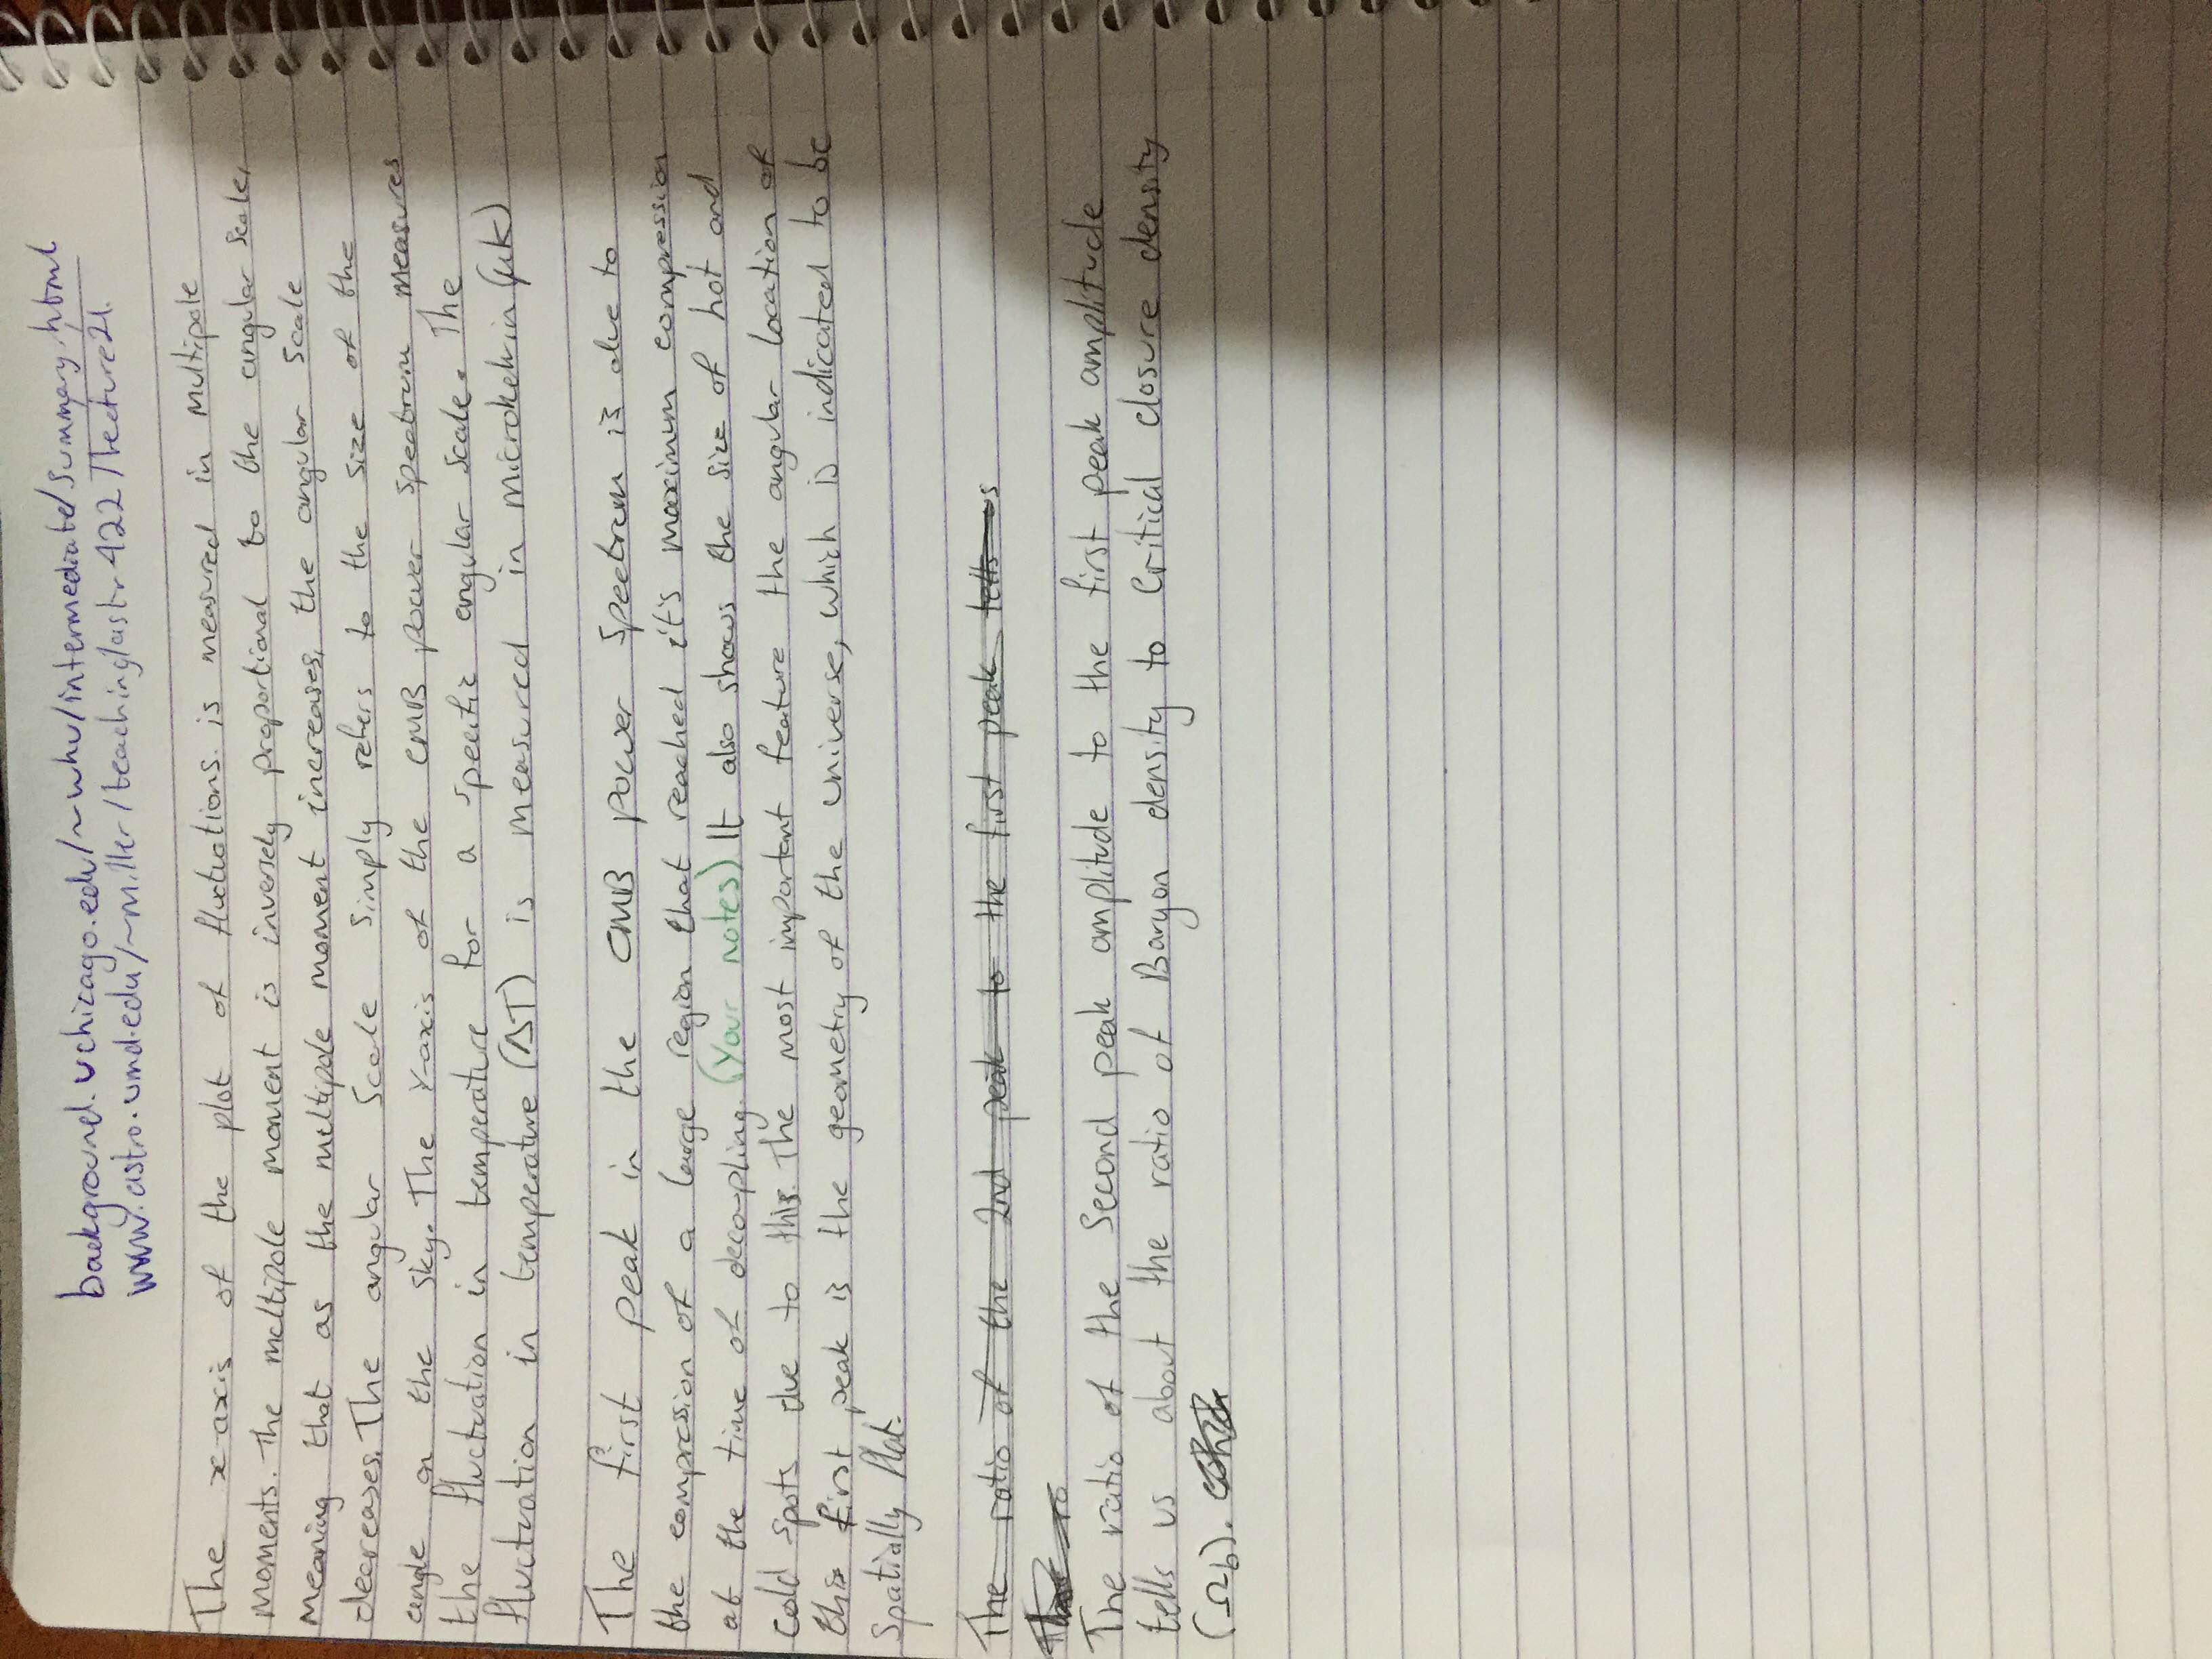 background.uchicago.edu/~whu/intermediate/summary.html
www.astro.umd.edu/~miller/teaching/astr422/lecture21.
The x-axis of the plot of fluctuations. is measured in multipole
moments. The multipole moment is inversely proportional to the angular scale,
meaning that as the multipole moment increases, the angular scale
decreases. The angular scale simply refers to the size of the
angle on the sky. The Y-axis of the CMB power spectrum measures
the fluctuation in temperature for a specific angular scale. The
fluctuation in temperature (ΔT) is measured in microkelvin (μk)
The first peak in the CMB power spectrum is due to
the compression of a large region that reached it's maximum compression
at the time of decoupling. (Your notes) It also shows the size of hot and
cold spots due to this. The most important feature the angular location of
this first peak is the geometry of the universe, which is indicated to be
spatially flat.
The ratio of the 2nd peak to the first peak tells us
The ratio of the second peak amplitude to the first peak amplitude
tells us about the ratio of Baryon density to Critical closure density
(Ωb).